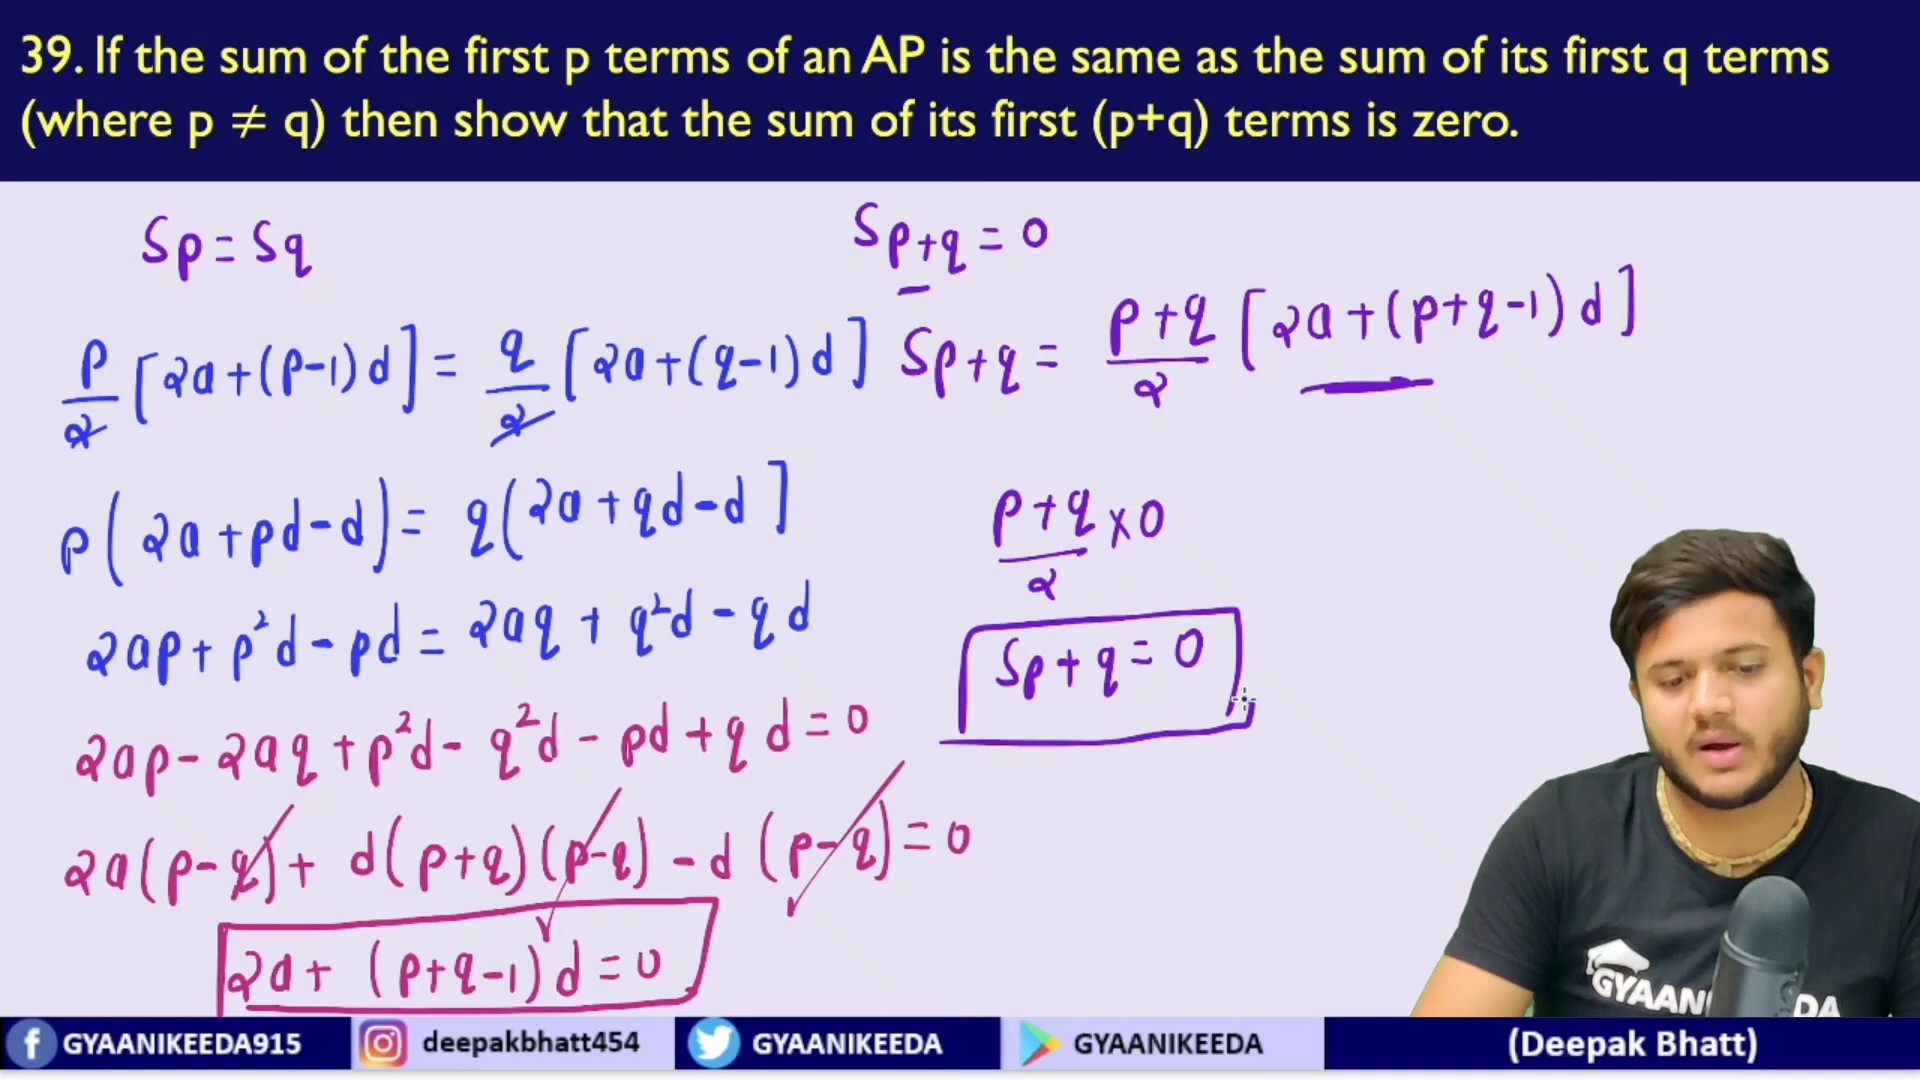 39. If the sum of the first p terms of an AP is the same as the sum of its first q terms
(where p ≠ q) then show that the sum of its first (p+q) terms is zero.
Sp = Sq
p/2 [2a+(p-1)d] = q/2 [2a+(q-1)d]
p(2a+pd-d) = q(2a+qd-d]
2ap+p²d-pd = 2aq+q²d-qd
2ap-2aq+p²d-q²d-pd+qd=0
2a(p-q)+d(p+q)(p-q)-d(p-q)=0
2a+(p+q-1)d=0
Sp+q = 0
Sp+q = p+q/2 [2a+(p+q-1)d]
p+q/2 x0
Sp+q = 0
GYAANI
DA
GYAANIKEEDA915
deepakbhatt454
GYAANIKEEDA
GYAANIKEEDA
(Deepak Bhatt)